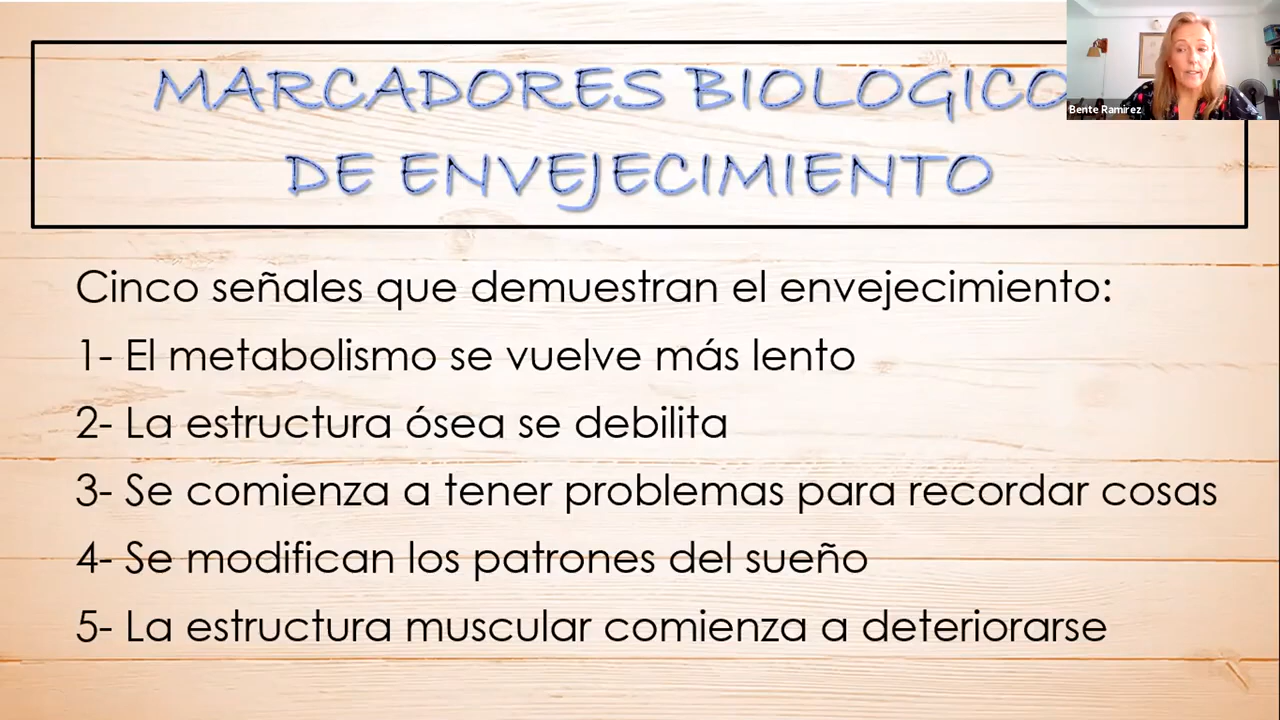 MARCADORES BIOLOGICO
DE ENVEJECIMIENTO
Bente Ramirez
Cinco señales que demuestran el envejecimiento:
1- El metabolismo se vuelve más lento
2- La estructura ósea se debilita
3- Se comienza a tener problemas para recordar cosas
4- Se modifican los patrones del sueño
5- La estructura muscular comienza a deteriorarse